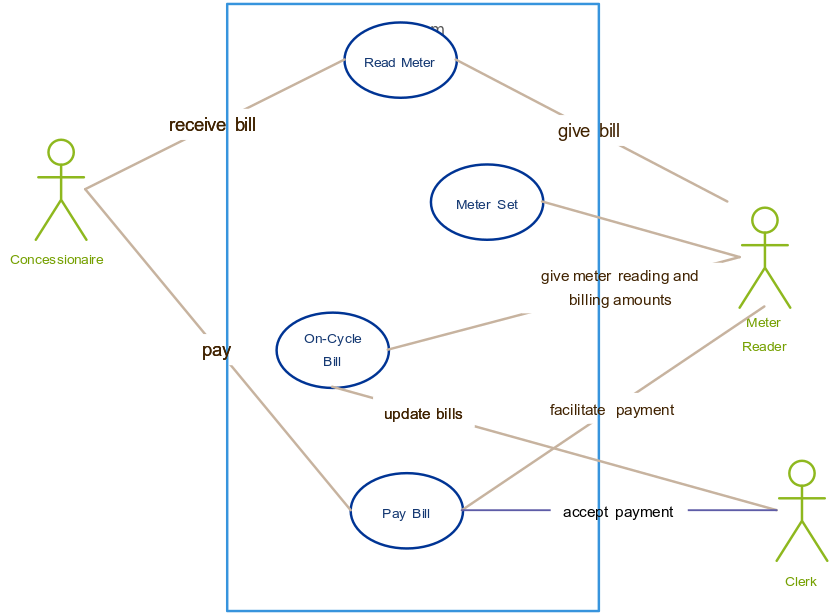 Read Meter
receive bill
give bill
Meter Set
Concessionaire
give meter reading and
billing amounts
Meter
Reader
On-Cycle
Bill
pay
update bills
facilitate payment
Pay Bill
accept payment
Clerk